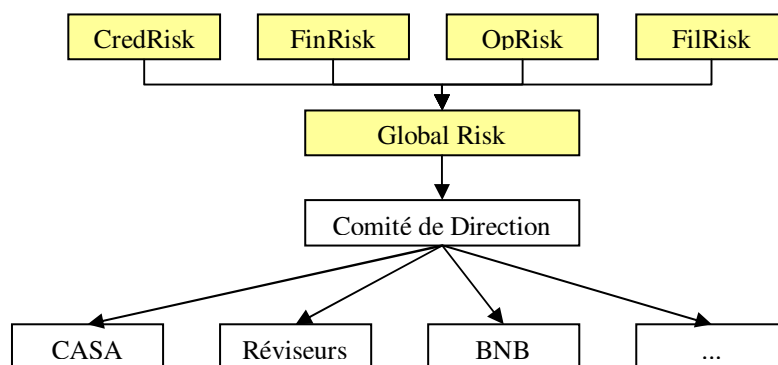 CredRisk
FinRisk
OpRisk
FilRisk
Global Risk
Comité de Direction
CASA
Réviseurs
BNB
...